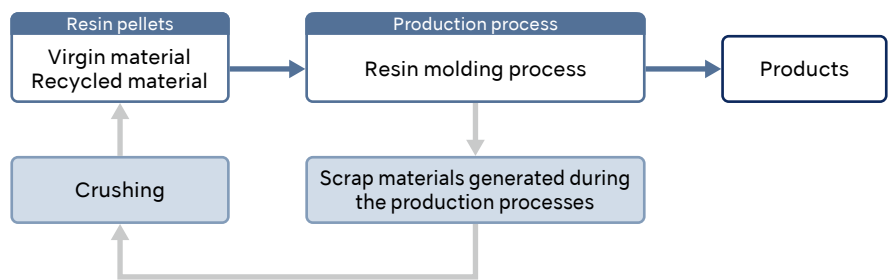 Resin pellets
Virgin material
Recycled material
Production process
Resin molding process
Products
Crushing
Scrap materials generated during
the production processes